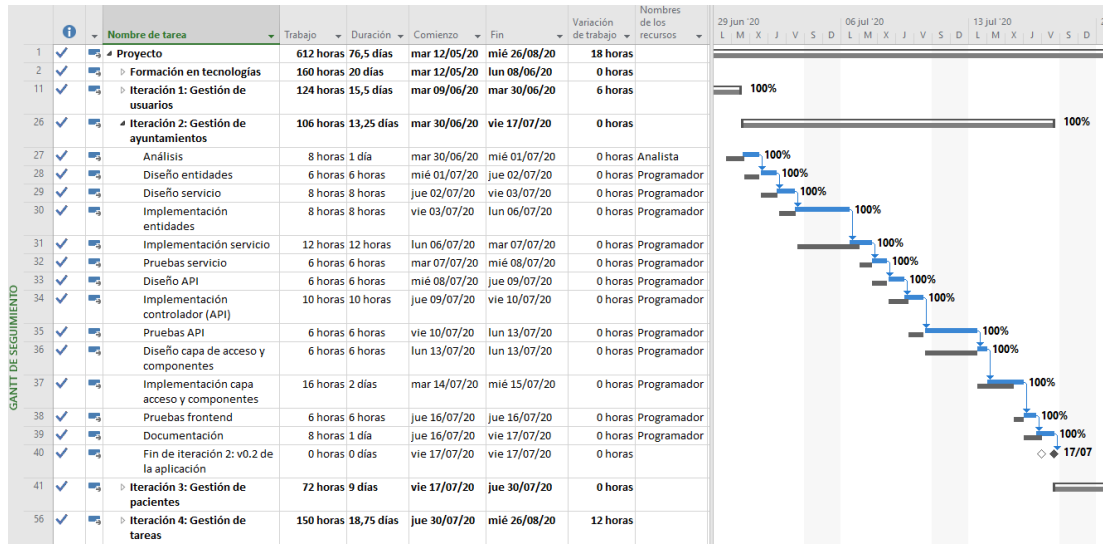 Nombres
Variación de los
29 jun '20 06 jul '20 13 jul '20 2
Nombre de tarea Trabajo Duración Comienzo Fin de trabajo recursos L M X J V S D L M X J V S D L M X J V S D L
1 Proyecto 612 horas 76,5 días mar 12/05/20 mié 26/08/20 18 horas
2 Formación en tecnologías 160 horas 20 días mar 12/05/20 lun 08/06/20 0 horas
11 Iteración 1: Gestión de 124 horas 15,5 días mar 09/06/20 mar 30/06/20 6 horas 100%
usuarios
26 Iteración 2: Gestión de 106 horas 13,25 días mar 30/06/20 vie 17/07/20 0 horas 100%
ayuntamientos
27 Análisis 8 horas 1 día mar 30/06/20 mié 01/07/20 0 horas Analista 100%
28 Diseño entidades 6 horas 6 horas mié 01/07/20 jue 02/07/20 0 horas Programador 100%
29 Diseño servicio 8 horas 8 horas jue 02/07/20 vie 03/07/20 0 horas Programador 100%
30 Implementación 8 horas 8 horas vie 03/07/20 lun 06/07/20 0 horas Programador 100%
entidades
31 Implementación servicio 12 horas 12 horas lun 06/07/20 mar 07/07/20 0 horas Programador 100%
32 Pruebas servicio 6 horas 6 horas mar 07/07/20 mié 08/07/20 0 horas Programador 100%
33 Diseño API 6 horas 6 horas mié 08/07/20 jue 09/07/20 0 horas Programador 100%
34 Implementación 10 horas 10 horas jue 09/07/20 vie 10/07/20 0 horas Programador 100%
controlador (API)
35 Pruebas API 6 horas 6 horas vie 10/07/20 lun 13/07/20 0 horas Programador 100%
36 Diseño capa de acceso y 6 horas 6 horas lun 13/07/20 lun 13/07/20 0 horas Programador 100%
componentes
37 Implementación capa 16 horas 2 días mar 14/07/20 mié 15/07/20 0 horas Programador 100%
acceso y componentes
38 Pruebas frontend 6 horas 6 horas jue 16/07/20 jue 16/07/20 0 horas Programador 100%
39 Documentación 8 horas 1 día jue 16/07/20 vie 17/07/20 0 horas Programador 100%
40 Fin de iteración 2: v0.2 de 0 horas 0 días vie 17/07/20 vie 17/07/20 0 horas 17/07
la aplicación
41 Iteración 3: Gestión de 72 horas 9 días vie 17/07/20 jue 30/07/20 0 horas
pacientes
56 Iteración 4: Gestión de 150 horas 18,75 días jue 30/07/20 mié 26/08/20 12 horas
tareas
GANTT DE SEGUIMIENTO